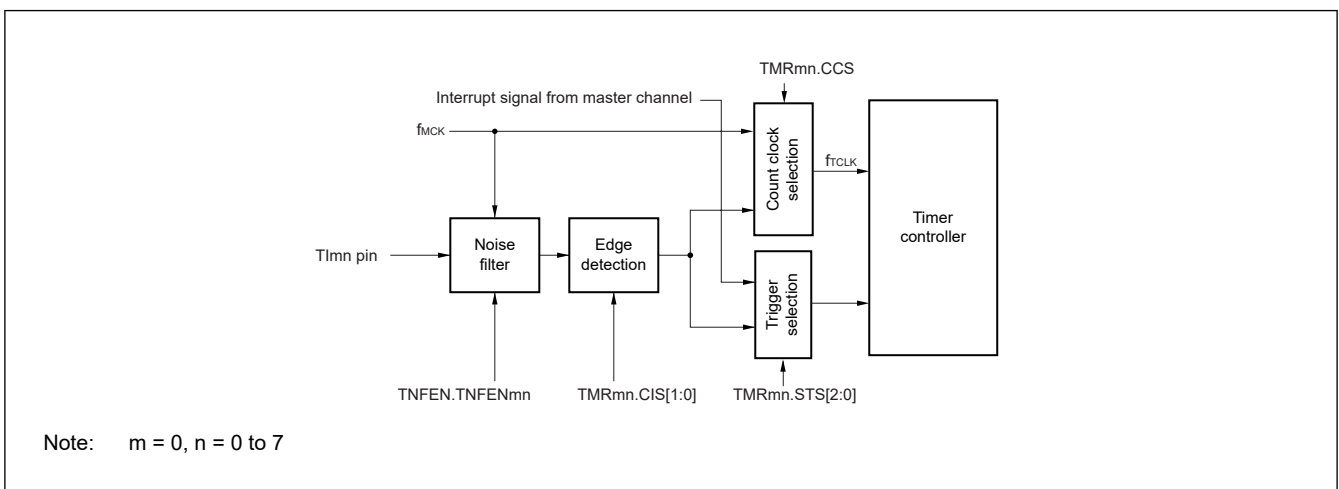 TMRmn.CCS
Interrupt signal from master channel
fMCK
Count clock
selection
fTCLK
Timer
controller
TImn pin
Noise
filter
Edge
detection
Trigger
selection
TNFEN.TNFENmn
TMRmn.CIS[1:0]
TMRmn.STS[2:0]
Note: m = 0, n = 0 to 7